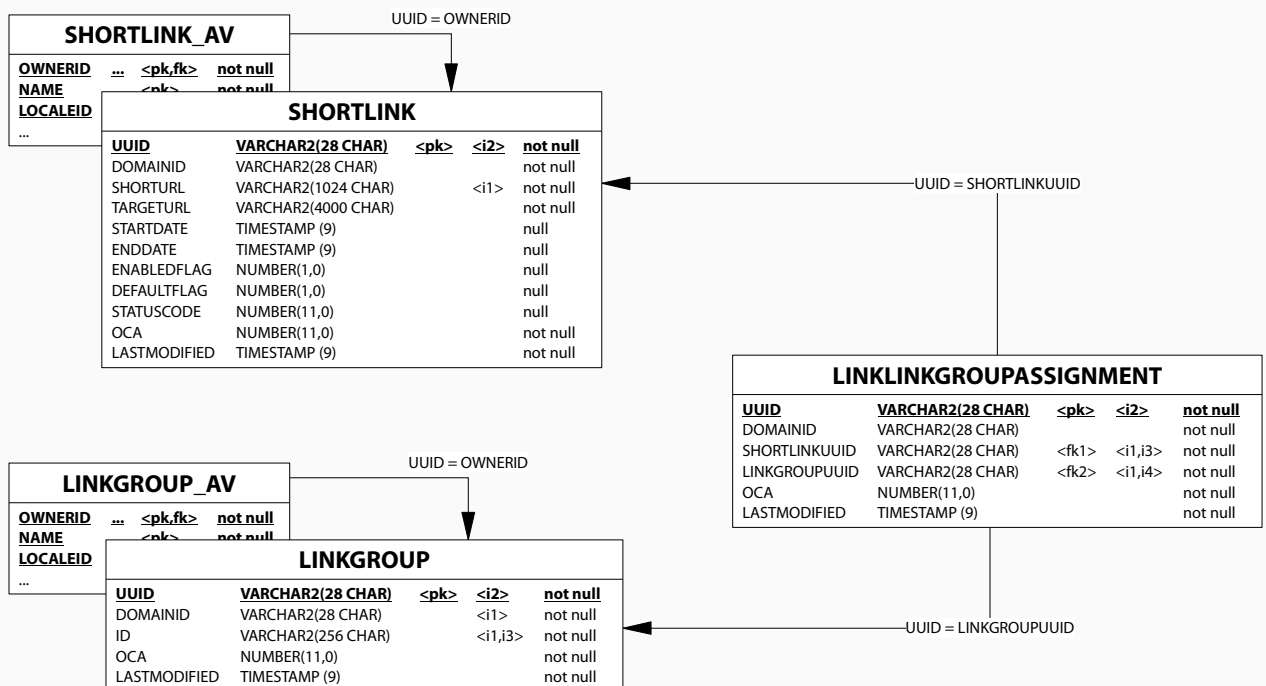 UUID = OWNERID
SHORTLINK_AV
OWNERID ... <pk,fk> not null
NAME <pk> not null
LOCALEID
...
SHORTLINK
UUID VARCHAR2(28 CHAR) <pk> <i2> not null
DOMAINID VARCHAR2(28 CHAR) not null
SHORTURL VARCHAR2(1024 CHAR) <i1> not null
TARGETURL VARCHAR2(4000 CHAR) not null
STARTDATE TIMESTAMP (9) null
ENDDATE TIMESTAMP (9) null
ENABLEDFLAG NUMBER(1,0) null
DEFAULTFLAG NUMBER(1,0) null
STATUSCODE NUMBER(11,0) null
OCA NUMBER(11,0) not null
LASTMODIFIED TIMESTAMP (9) not null
UUID = SHORTLINKUUID
LINKLINKGROUPASSIGNMENT
UUID VARCHAR2(28 CHAR) <pk> <i2> not null
DOMAINID VARCHAR2(28 CHAR) not null
SHORTLINKUUID VARCHAR2(28 CHAR) <fk1> <i1,i3> not null
LINKGROUPUUID VARCHAR2(28 CHAR) <fk2> <i1,i4> not null
OCA NUMBER(11,0) not null
LASTMODIFIED TIMESTAMP (9) not null
UUID = OWNERID
LINKGROUP_AV
OWNERID ... <pk,fk> not null
NAME <pk> not null
LOCALEID
...
LINKGROUP
UUID VARCHAR2(28 CHAR) <pk> <i2> not null
DOMAINID VARCHAR2(28 CHAR) <i1> not null
ID VARCHAR2(256 CHAR) <i1,i3> not null
OCA NUMBER(11,0) not null
LASTMODIFIED TIMESTAMP (9) not null
UUID = LINKGROUPUUID